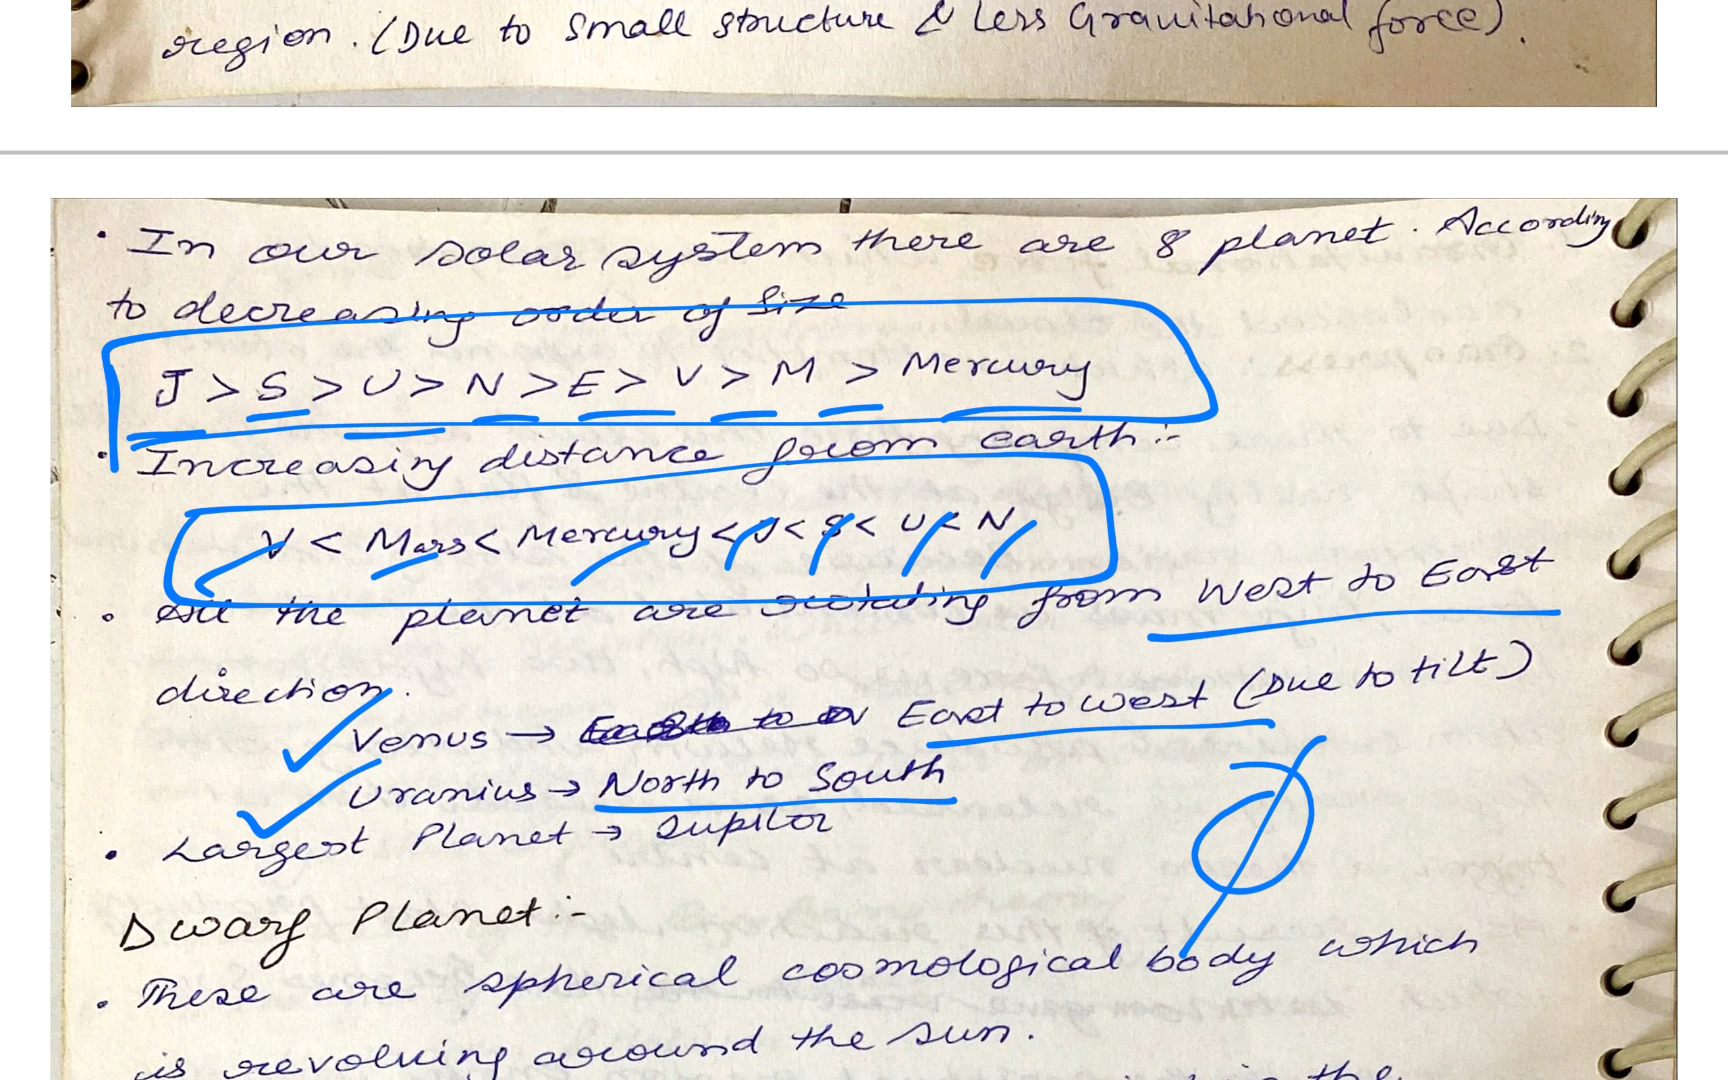 region. (Due to small structure & Less Gravitational force).
• In our solar system there are 8 planet. According
to decreasing order of size
J > S > U > N > E > V > M > Mercury
• Increasing distance from earth :-
V < Mars < Mercury < J < S < U < N
• All the planet are rotating from West to East
direction.
Venus → East to west (Due to tilt)
Uranius → North to South
• Largest Planet → Jupitor
Dwarf Planet :-
• These are spherical cosmological body which
is revolving around the sun.
the